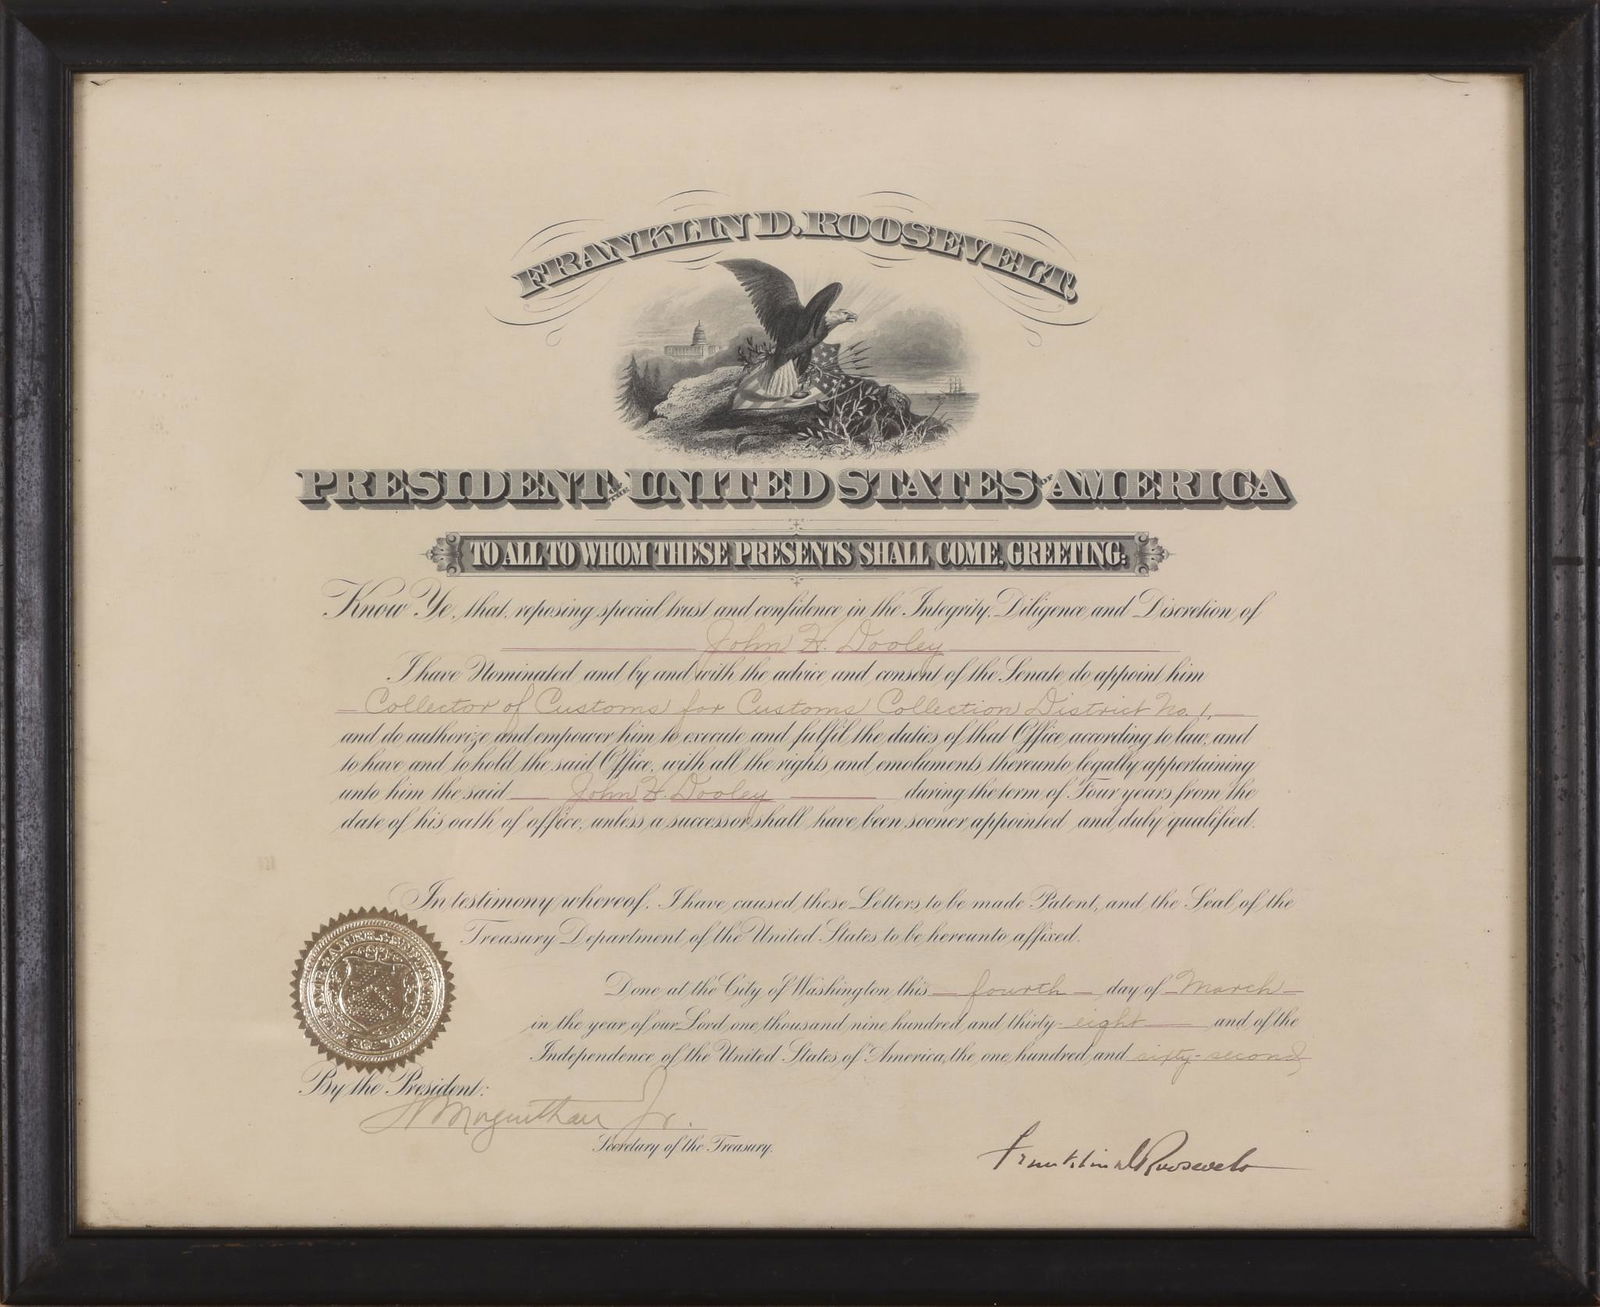 FRANKLIN D. ROOSEVELT,
PRESIDENT OF THE UNITED STATES OF AMERICA
TO ALL TO WHOM THESE PRESENTS SHALL COME, GREETING:
Know Ye, that, reposing special trust and confidence in the Integrity, Diligence and Discretion of
John H. Dooley
I have Nominated and by and with the advice and consent of the Senate do appoint him
Collector of Customs for Customs Collection District No. 1,
and do authorize and empower him to execute and fulfil the duties of that Office according to law, and
to have and to hold the said Office, with all the rights and emoluments thereunto legally appertaining
unto him the said John H. Dooley during the term of Four years from the
date of his oath of office, unless a successor shall have been sooner appointed and duly qualified.
In testimony whereof, I have caused these Letters to be made Patent, and the Seal of the
Treasury Department of the United States to be hereunto affixed.
Done at the City of Washington this fourth day of March
in the year of our Lord one thousand nine hundred and thirty-eight and of the
Independence of the United States of America, the one hundred and sixty-second
By the President:
H Morgenthau Jr.
Secretary of the Treasury.
Franklin D Roosevelt